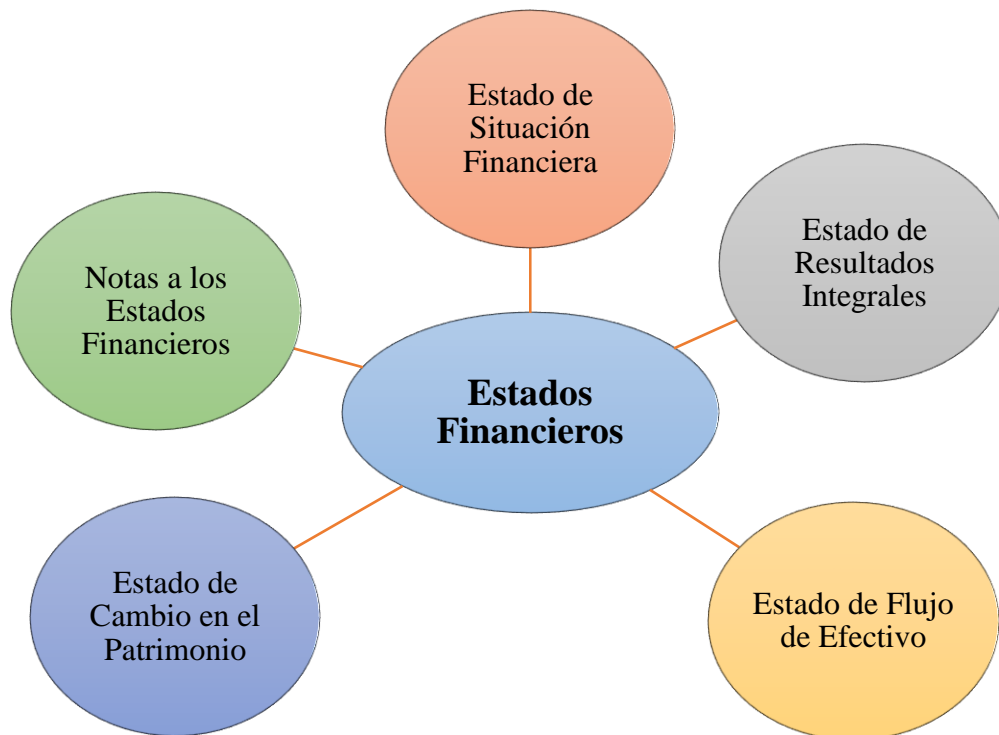 Estado de
Situación
Financiera
Estado de
Resultados
Integrales
Notas a los
Estados
Financieros
Estados
Financieros
Estado de
Cambio en el
Patrimonio
Estado de Flujo
de Efectivo